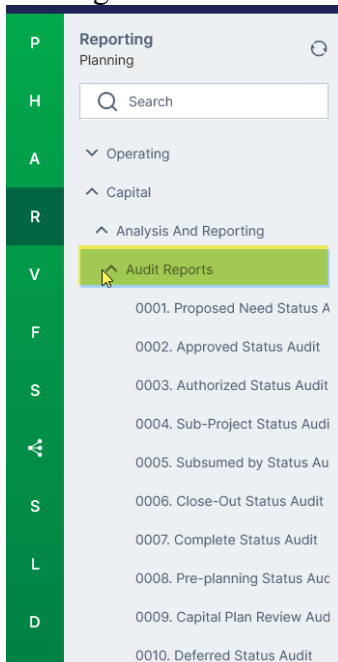 P
H
A
R
V
F
S
S
L
D
Reporting
Planning
Search
Operating
Capital
Analysis And Reporting
Audit Reports
0001. Proposed Need Status A
0002. Approved Status Audit
0003. Authorized Status Audit
0004. Sub-Project Status Audi
0005. Subsumed by Status Au
0006. Close-Out Status Audit
0007. Complete Status Audit
0008. Pre-planning Status Auc
0009. Capital Plan Review Aud
0010. Deferred Status Audit